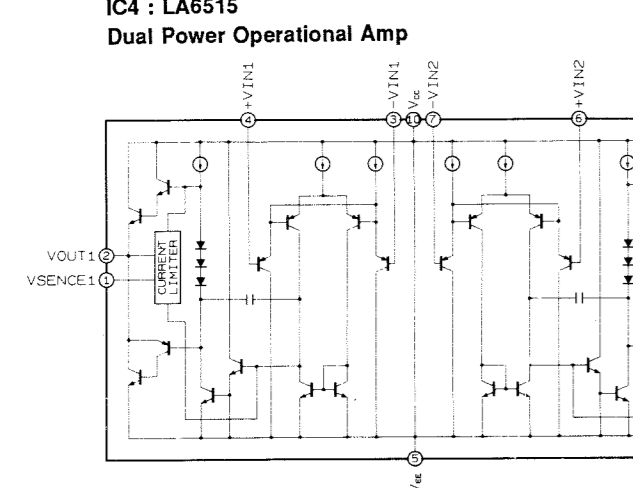 IC4 : LA6515
Dual Power Operational Amp
+VIN1
-VIN1
Vcc
-VIN2
+VIN2
4
3
10
7
6
VOUT1 2
VSENCE1 1
CURRENT
LIMITER
5
VEE